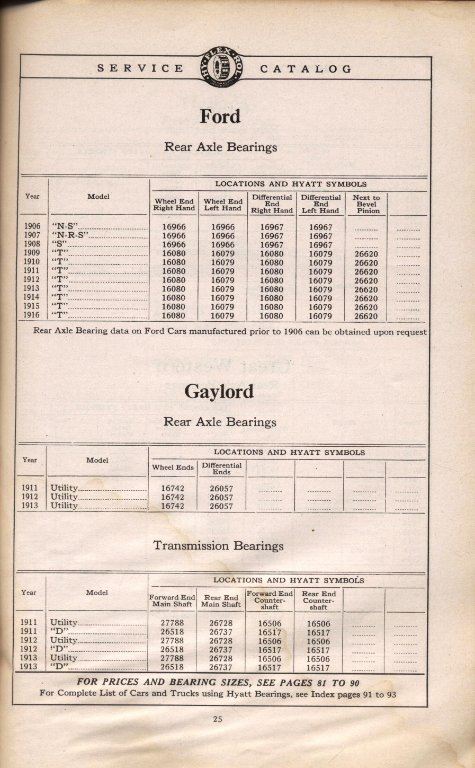 SERVICE HY-FLEX-ROL CATALOG
Ford
Rear Axle Bearings
LOCATIONS AND HYATT SYMBOLS
Year Model Wheel End Right Hand Wheel End Left Hand Differential End Right Hand Differential End Left Hand Next to Bevel Pinion
1906 "N-S" 16966 16966 16967 16967
1907 "N-R-S" 16966 16966 16967 16967
1908 "S" 16966 16966 16967 16967
1909 "T" 16080 16079 16080 16079 26620
1910 "T" 16080 16079 16080 16079 26620
1911 "T" 16080 16079 16080 16079 26620
1912 "T" 16080 16079 16080 16079 26620
1913 "T" 16080 16079 16080 16079 26620
1914 "T" 16080 16079 16080 16079 26620
1915 "T" 16080 16079 16080 16079 26620
1916 "T" 16080 16079 16080 16079 26620
Rear Axle Bearing data on Ford Cars manufactured prior to 1906 can be obtained upon request
Gaylord
Rear Axle Bearings
LOCATIONS AND HYATT SYMBOLS
Year Model Wheel Ends Differential Ends
1911 Utility 16742 26057
1912 Utility 16742 26057
1913 Utility 16742 26057
Transmission Bearings
LOCATIONS AND HYATT SYMBOLS
Year Model Forward End Main Shaft Rear End Main Shaft Forward End Counter-shaft Rear End Counter-shaft
1911 Utility 27788 26728 16506 16506
1911 "D" 26518 26737 16517 16517
1912 Utility 27788 26728 16506 16506
1912 "D" 26518 26737 16517 16517
1913 Utility 27788 26728 16506 16506
1913 "D" 26518 26737 16517 16517
FOR PRICES AND BEARING SIZES, SEE PAGES 81 TO 90
For Complete List of Cars and Trucks using Hyatt Bearings, see Index pages 91 to 93
25